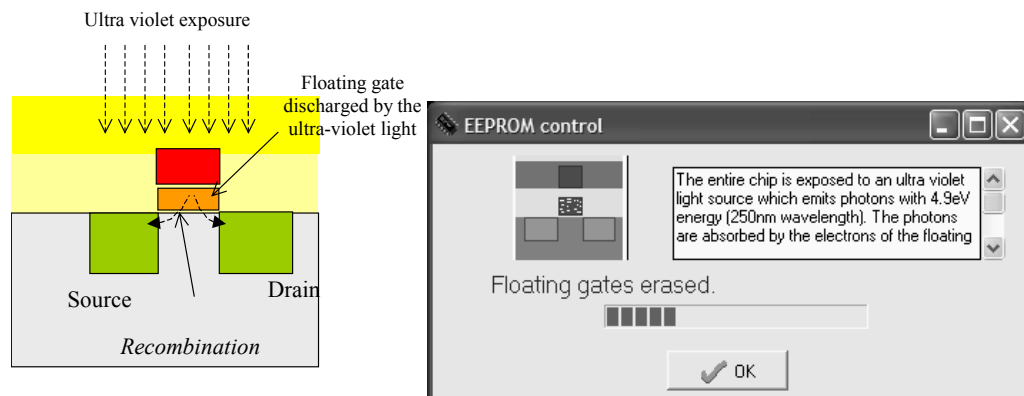 Ultra violet exposure
Floating gate
discharged by the
ultra-violet light
Source
Drain
Recombination
EEPROM control
The entire chip is exposed to an ultra violet
light source which emits photons with 4.9eV
energy (250nm wavelength). The photons
are absorbed by the electrons of the floating
Floating gates erased.
OK